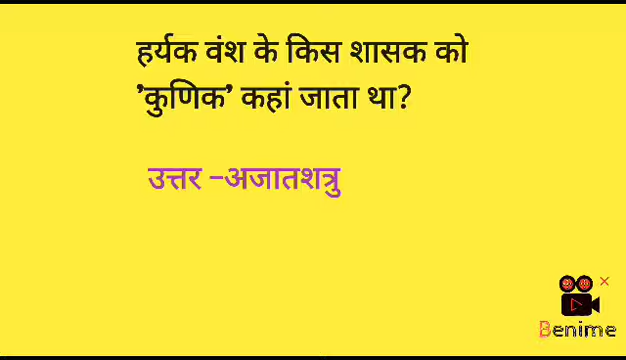 हर्यक वंश के किस शासक को
’कुणिक’ कहां जाता था?
उत्तर –अजातशत्रु
Benime